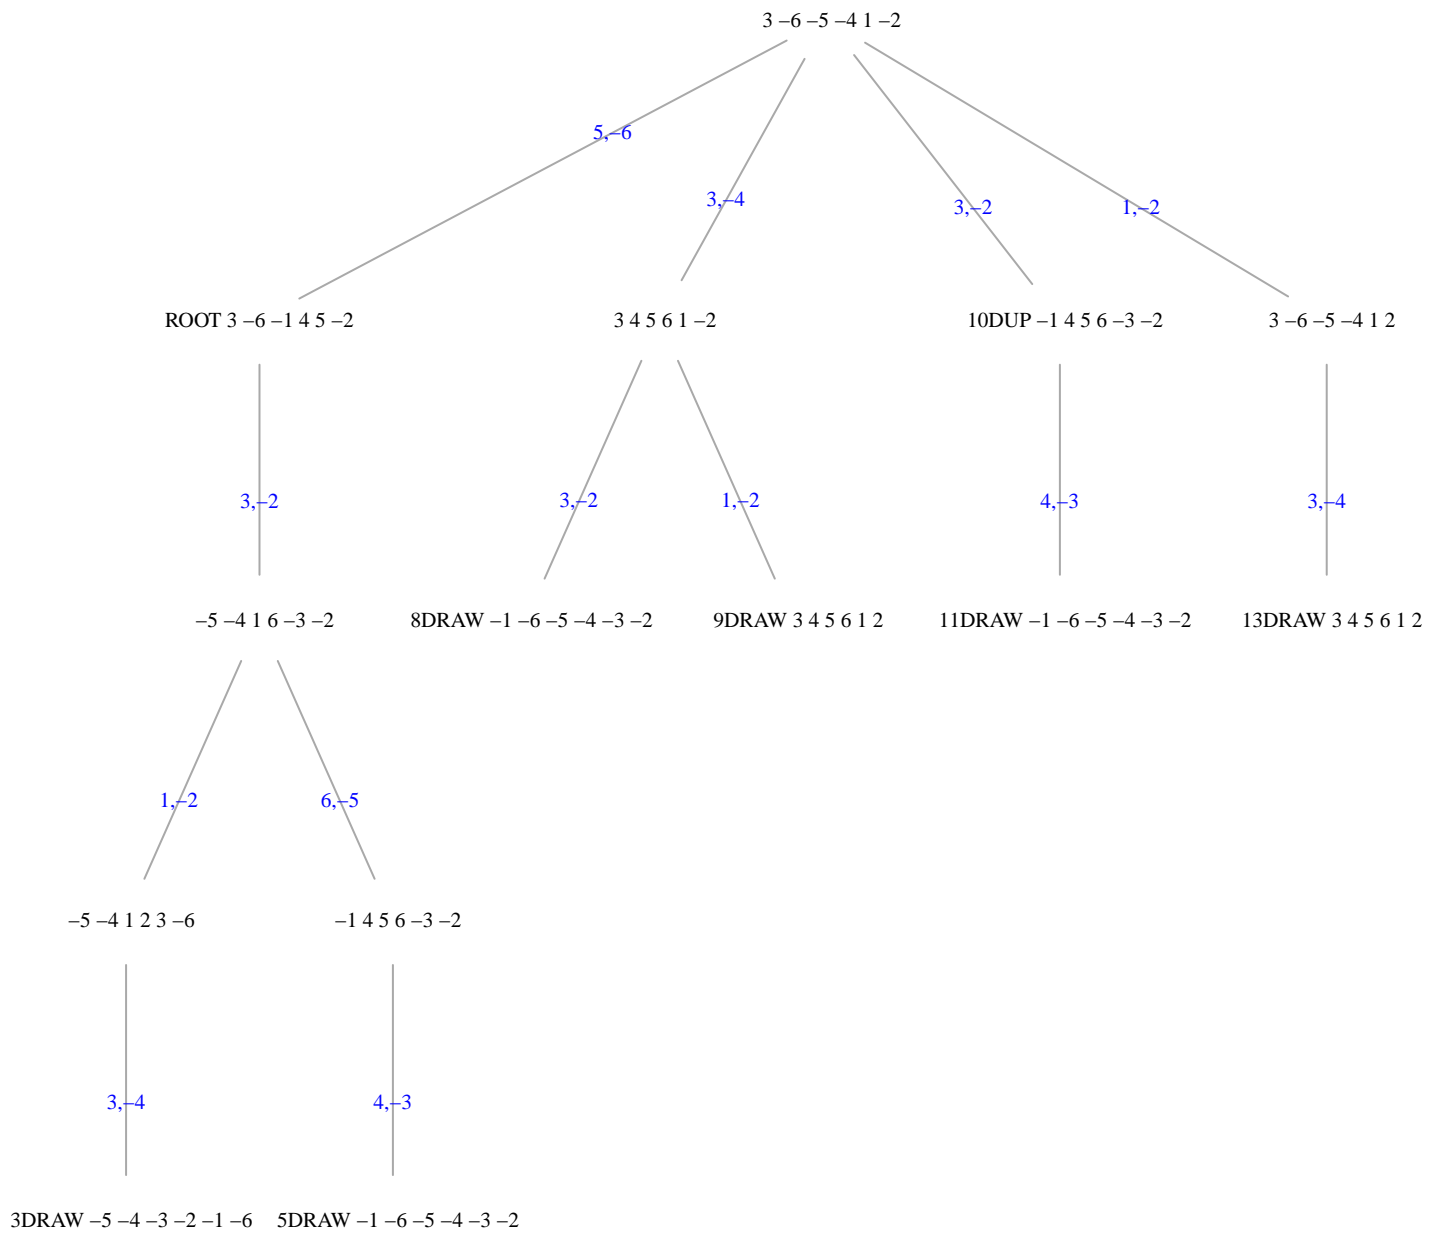 3 –6 –5 –4 1 –2
5,–6
3,–4
3,–2
1,–2
ROOT 3 –6 –1 4 5 –2
3 4 5 6 1 –2
10DUP –1 4 5 6 –3 –2
3 –6 –5 –4 1 2
3,–2
3,–2
1,–2
4,–3
3,–4
–5 –4 1 6 –3 –2
8DRAW –1 –6 –5 –4 –3 –2
9DRAW 3 4 5 6 1 2
11DRAW –1 –6 –5 –4 –3 –2
13DRAW 3 4 5 6 1 2
1,–2
6,–5
–5 –4 1 2 3 –6
–1 4 5 6 –3 –2
3,–4
4,–3
3DRAW –5 –4 –3 –2 –1 –6
5DRAW –1 –6 –5 –4 –3 –2